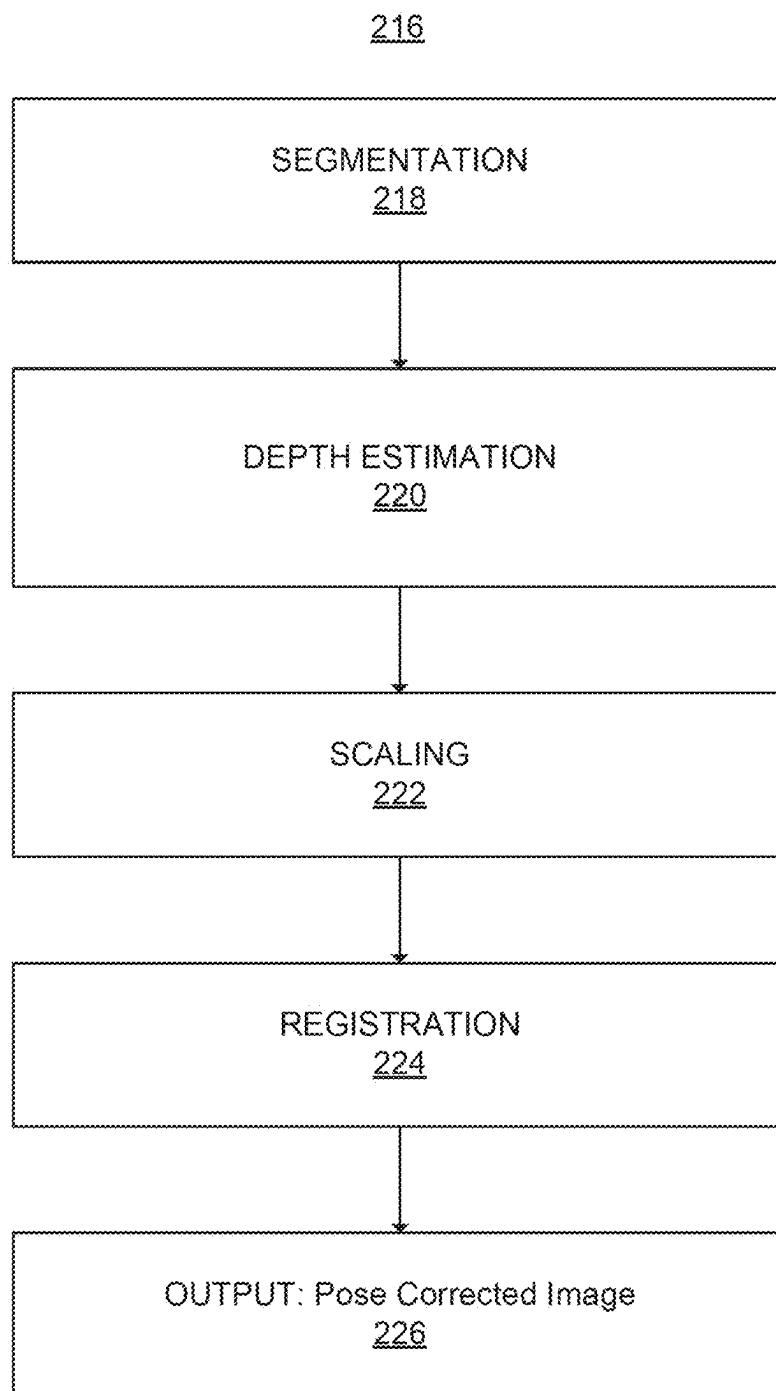 216
SEGMENTATION
218
DEPTH ESTIMATION
220
SCALING
222
REGISTRATION
224
OUTPUT: Pose Corrected Image
226